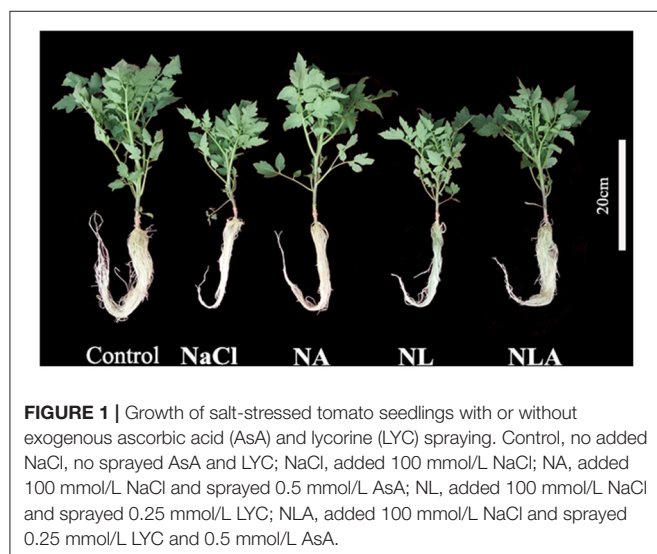 20cm
Control NaCl NA NL NLA
FIGURE 1 | Growth of salt-stressed tomato seedlings with or without
exogenous ascorbic acid (AsA) and lycorine (LYC) spraying. Control, no added
NaCl, no sprayed AsA and LYC; NaCl, added 100 mmol/L NaCl; NA, added
100 mmol/L NaCl and sprayed 0.5 mmol/L AsA; NL, added 100 mmol/L NaCl
and sprayed 0.25 mmol/L LYC; NLA, added 100 mmol/L NaCl and sprayed
0.25 mmol/L LYC and 0.5 mmol/L AsA.